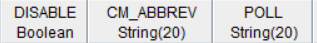 DISABLE CM_ABBREV POLL
Boolean String(20) String(20)